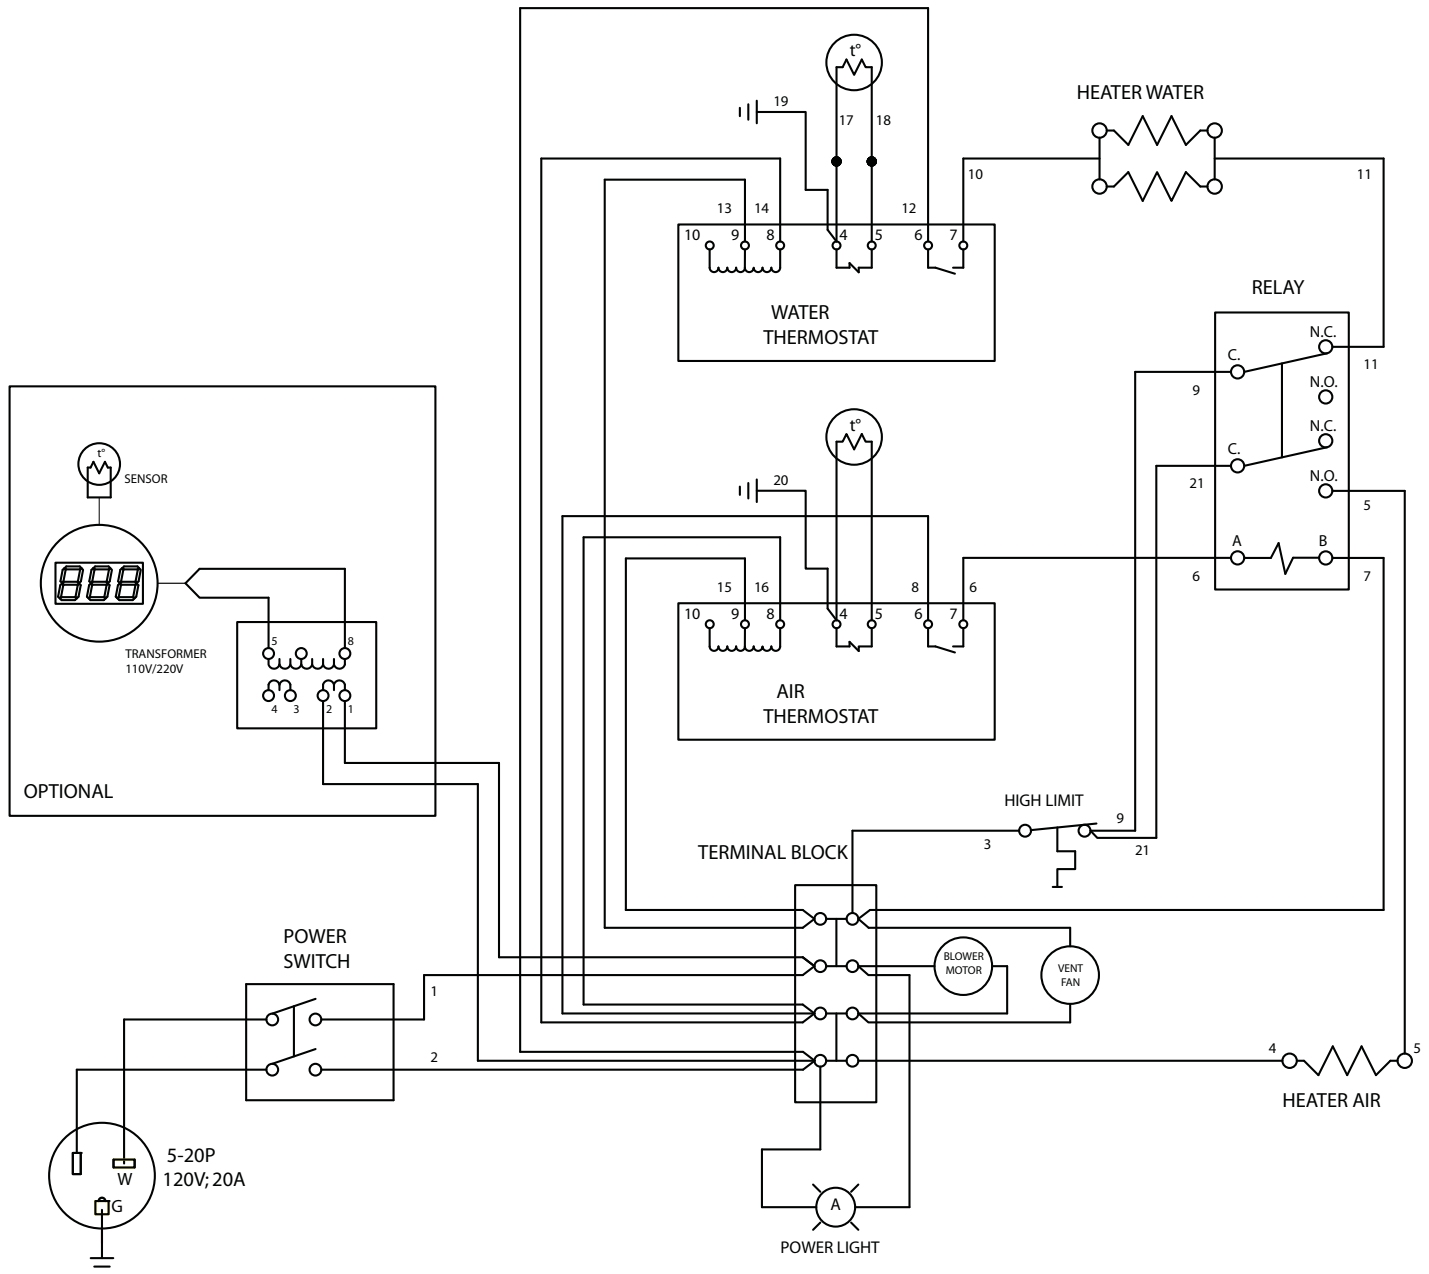 t°
HEATER WATER
19
17
18
10
11
13
14
12
10
9
8
4
5
6
7
WATER
THERMOSTAT
RELAY
N.C.
C.
11
9
N.O.
N.C.
C.
21
N.O.
5
A
B
6
7
t°
20
15
16
8
6
10
9
8
4
5
6
7
AIR
THERMOSTAT
t°
SENSOR
888
TRANSFORMER
110V/220V
5
8
4
3
2
1
OPTIONAL
HIGH LIMIT
9
3
21
TERMINAL BLOCK
POWER
SWITCH
1
2
BLOWER
MOTOR
VENT
FAN
4
5
HEATER AIR
5-20P
120V; 20A
W
G
A
POWER LIGHT